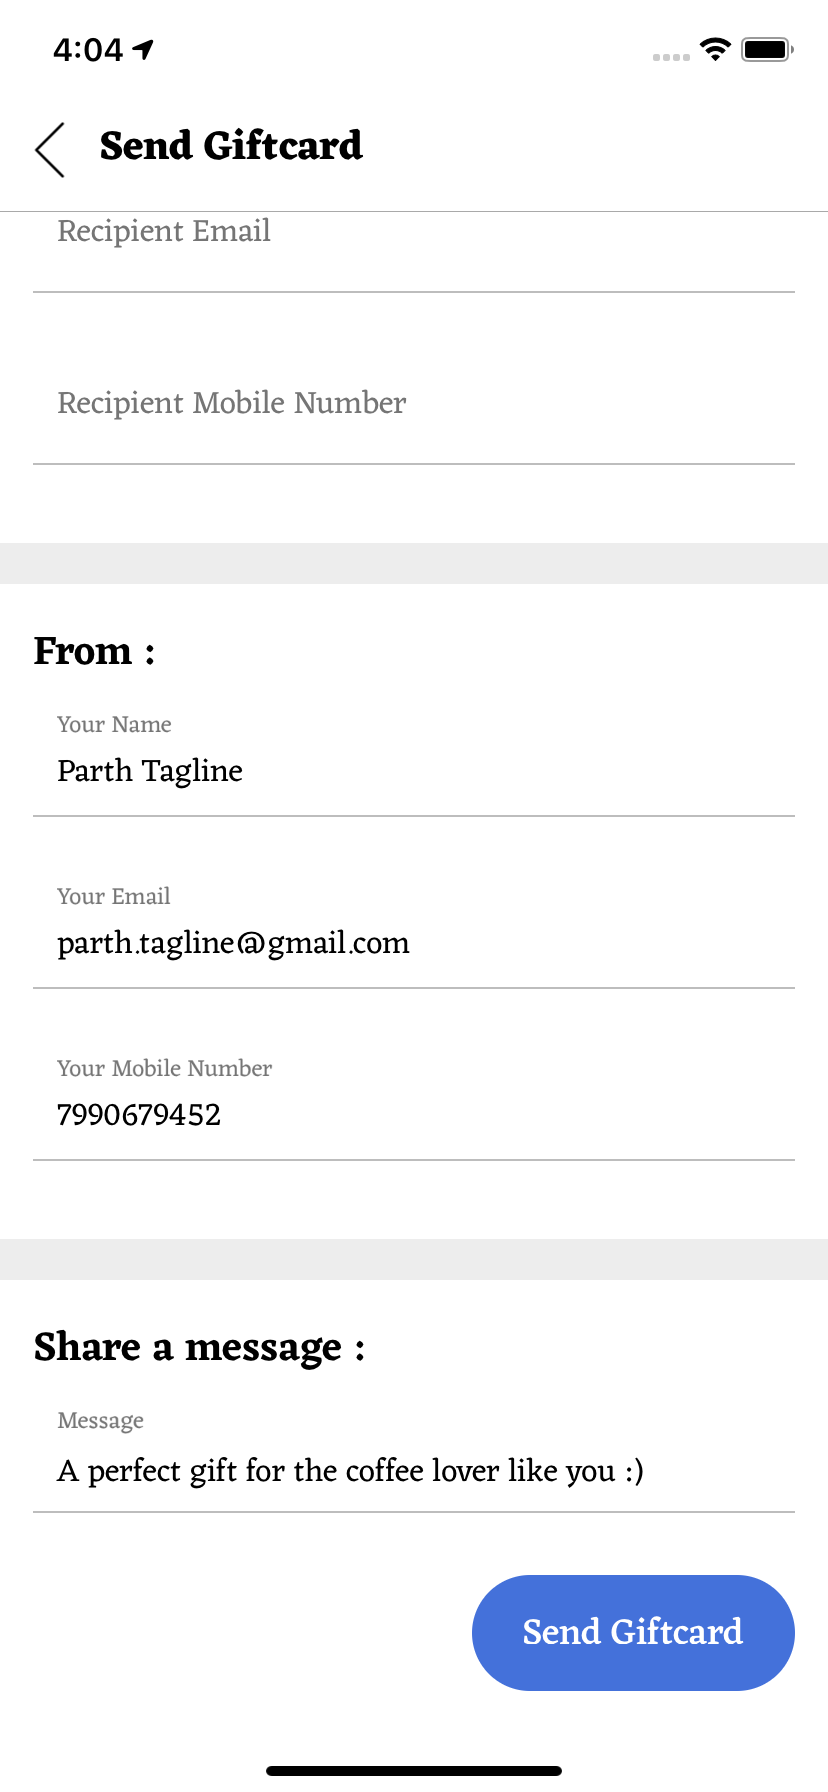 4:04
Send Giftcard
Recipient Email
Recipient Mobile Number
From :
Your Name
Parth Tagline
Your Email
parth.tagline@gmail.com
Your Mobile Number
7990679452
Share a message :
Message
A perfect gift for the coffee lover like you :)
Send Giftcard